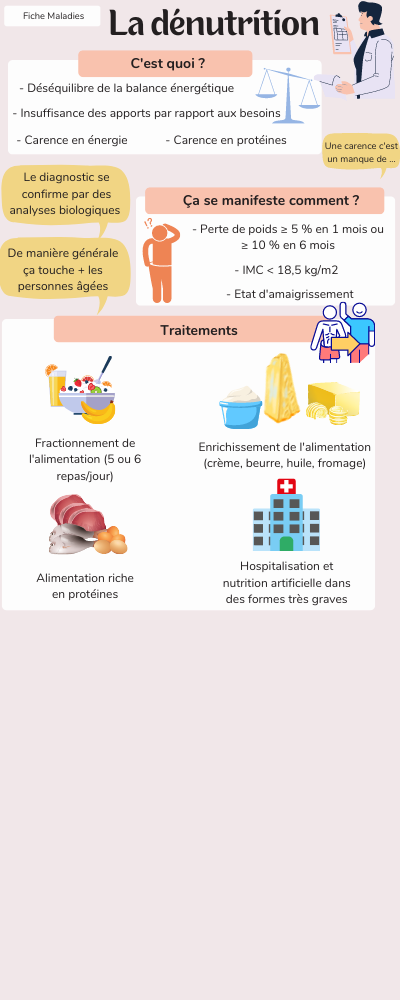 Fiche Maladies
La dénutrition
C'est quoi ?
- Déséquilibre de la balance énergétique
- Insuffisance des apports par rapport aux besoins
- Carence en énergie
- Carence en protéines
Une carence c'est
un manque de ...
Le diagnostic se
confirme par des
analyses biologiques
De manière générale
ça touche + les
personnes âgées
Ça se manifeste comment ?
- Perte de poids ≥ 5 % en 1 mois ou
≥ 10 % en 6 mois
- IMC < 18,5 kg/m2
- Etat d'amaigrissement
!?
Traitements
Fractionnement de
l'alimentation (5 ou 6
repas/jour)
Enrichissement de l'alimentation
(crème, beurre, huile, fromage)
Alimentation riche
en protéines
Hospitalisation et
nutrition artificielle dans
des formes très graves